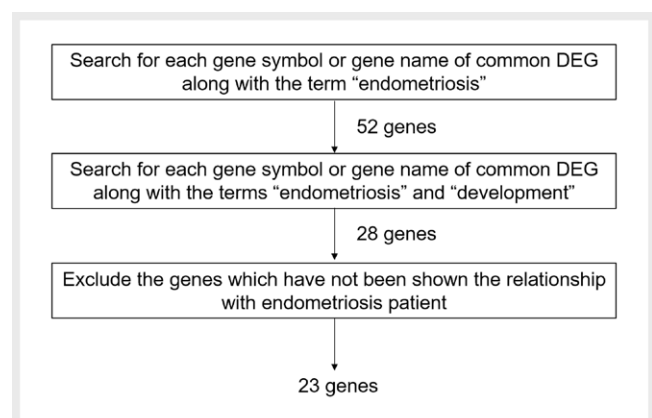 Search for each gene symbol or gene name of common DEG
along with the term “endometriosis”
52 genes
Search for each gene symbol or gene name of common DEG
along with the terms “endometriosis” and “development”
28 genes
Exclude the genes which have not been shown the relationship
with endometriosis patient
23 genes